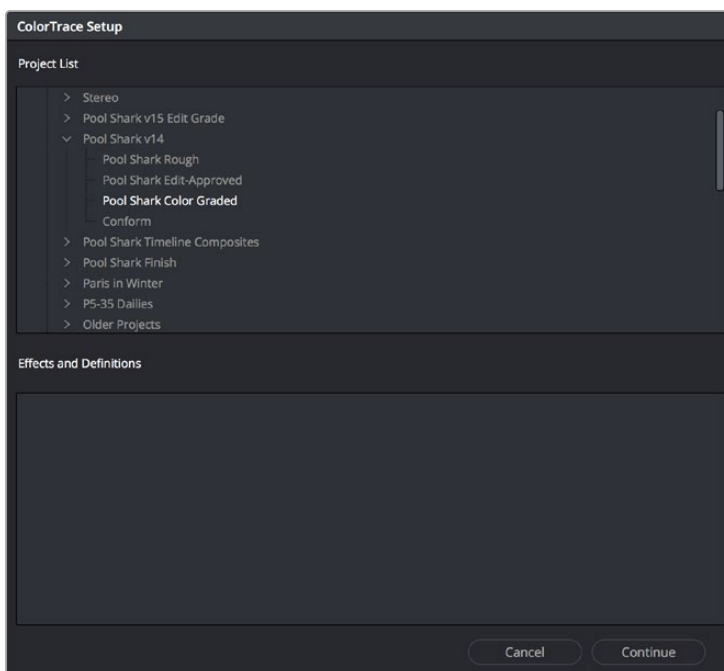 ColorTrace Setup
Project List
Stereo
Pool Shark v15 Edit Grade
Pool Shark v14
Pool Shark Rough
Pool Shark Edit-Approved
Pool Shark Color Graded
Conform
Pool Shark Timeline Composites
Pool Shark Finish
Paris in Winter
P5-35 Dailies
Older Projects
Effects and Definitions
Cancel Continue